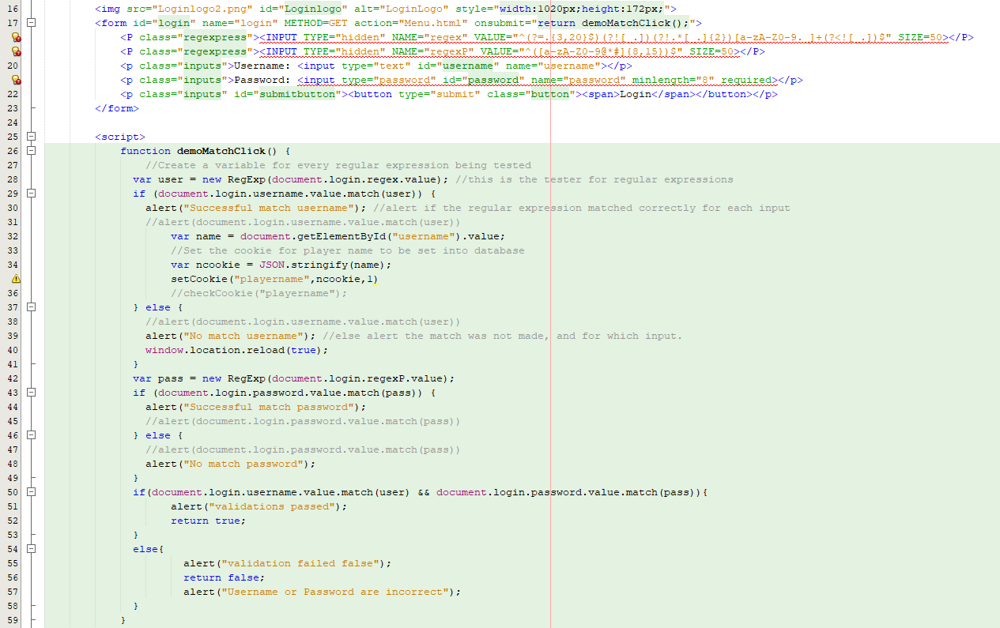 16 <img src="Loginlogo2.png" id="Loginlogo" alt="LoginLogo" style="width:1020px;height:172px;">
17 <form id="login" name="login" METHOD=GET action="Menu.html" onsubmit="return demoMatchClick();">
<P class="regexpress"><INPUT TYPE="hidden" NAME="regex" VALUE="^(?=.{3,20}$)(?![_.])(?!.*[_.]{2})[a-zA-Z0-9._]+(?<![_.])$" SIZE=50></P>
<P class="regexpress"><INPUT TYPE="hidden" NAME="regexP" VALUE="^([a-zA-Z0-9@*#]{8,15})$" SIZE=50></P>
20 <p class="inputs">Username: <input type="text" id="username" name="username"></p>
<p class="inputs">Password: <input type="password" id="password" name="password" minlength="8" required></p>
22 <p class="inputs" id="submitbutton"><button type="submit" class="button"><span>Login</span></button></p>
23 </form>
24
25 <script>
26 function demoMatchClick() {
27 //Create a variable for every regular expression being tested
28 var user = new RegExp(document.login.regex.value); //this is the tester for regular expressions
29 if (document.login.username.value.match(user)) {
30 alert("Successful match username"); //alert if the regular expression matched correctly for each input
31 //alert(document.login.username.value.match(user))
32 var name = document.getElementById("username").value;
33 //Set the cookie for player name to be set into database
34 var ncookie = JSON.stringify(name);
setCookie("playername",ncookie,1)
36 //checkCookie("playername");
37 } else {
38 //alert(document.login.username.value.match(user))
39 alert("No match username"); //else alert the match was not made, and for which input.
40 window.location.reload(true);
41 }
42 var pass = new RegExp(document.login.regexP.value);
43 if (document.login.password.value.match(pass)) {
44 alert("Successful match password");
45 //alert(document.login.password.value.match(pass))
46 } else {
47 //alert(document.login.password.value.match(pass))
48 alert("No match password");
49 }
50 if(document.login.username.value.match(user) && document.login.password.value.match(pass)){
51 alert("validations passed");
52 return true;
53 }
54 else{
55 alert("validation failed false");
56 return false;
57 alert("Username or Password are incorrect");
58 }
59 }